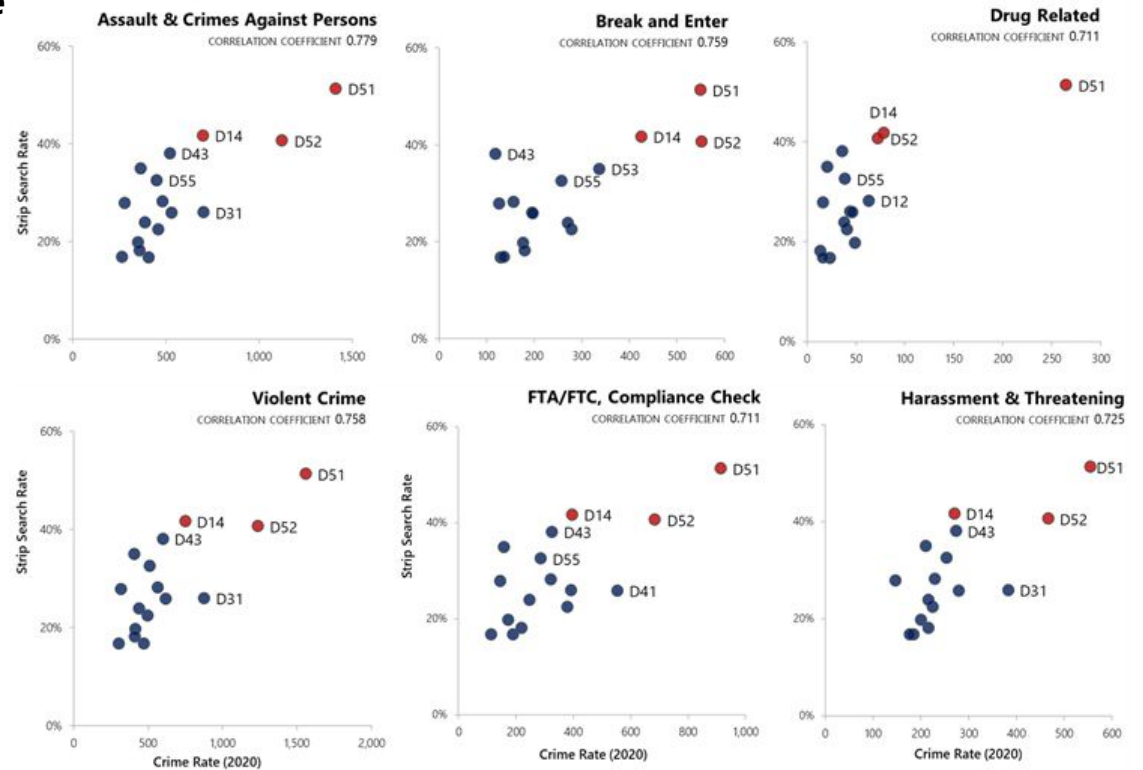 e
Assault & Crimes Against Persons
CORRELATION COEFFICIENT 0.779
60%
40%
20%
0%
Strip Search Rate
D51
D14
D52
D43
D55
D31
0
500
1,000
1,500
Break and Enter
CORRELATION COEFFICIENT 0.759
60%
40%
20%
0%
D51
D14
D52
D43
D53
D55
0
100
200
300
400
500
600
Drug Related
CORRELATION COEFFICIENT 0.711
60%
40%
20%
0%
D51
D14
D52
D55
D12
0
50
100
150
200
250
300
Violent Crime
CORRELATION COEFFICIENT 0.758
60%
40%
20%
0%
Strip Search Rate
D51
D14
D52
D43
D31
0
500
1,000
1,500
2,000
Crime Rate (2020)
FTA/FTC, Compliance Check
CORRELATION COEFFICIENT 0.711
60%
40%
20%
0%
Strip Search Rate
D51
D14
D52
D43
D55
D41
0
200
400
600
800
1,000
Crime Rate (2020)
Harassment & Threatening
CORRELATION COEFFICIENT 0.725
60%
40%
20%
0%
D51
D14
D52
D43
D31
0
100
200
300
400
500
600
Crime Rate (2020)